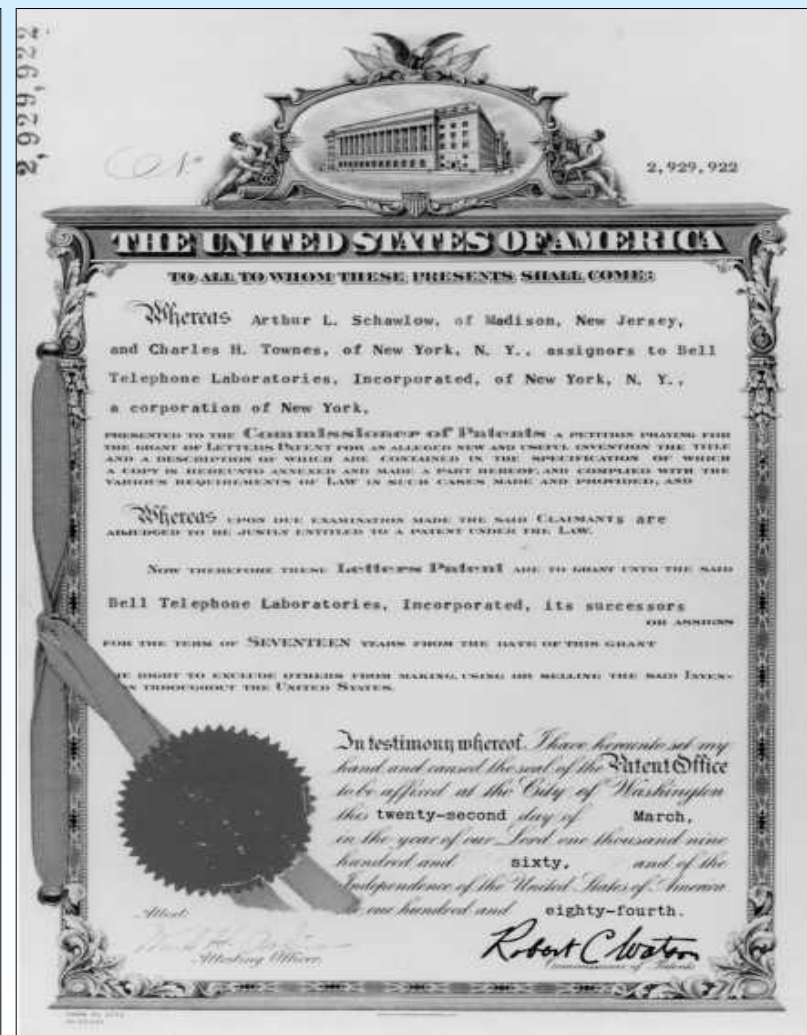 2,929,922
No
2,929,922
THE UNITED STATES OF AMERICA
TO ALL TO WHOM THESE PRESENTS SHALL COME:
Whereas Arthur L. Schawlow, of Madison, New Jersey,
and Charles H. Townes, of New York, N. Y., assignors to Bell
Telephone Laboratories, Incorporated, of New York, N. Y.,
a corporation of New York,
PRESENTED TO THE Commissioner of Patents A PETITION PRAYING FOR
THE GRANT OF LETTERS PATENT FOR AN ALLEGED NEW AND USEFUL INVENTION THE TITLE
AND A DESCRIPTION OF WHICH ARE CONTAINED IN THE SPECIFICATION OF WHICH
A COPY IS HEREUNTO ANNEXED AND MADE A PART HEREOF, AND COMPLIED WITH THE
VARIOUS REQUIREMENTS OF LAW IN SUCH CASES MADE AND PROVIDED, AND
Whereas UPON DUE EXAMINATION MADE THE SAID CLAIMANTS are
ADJUDGED TO BE JUSTLY ENTITLED TO A PATENT UNDER THE LAW.
NOW THEREFORE THESE Letters Patent ARE TO GRANT UNTO THE SAID
Bell Telephone Laboratories, Incorporated, its successors
OR ASSIGNS
FOR THE TERM OF SEVENTEEN YEARS FROM THE DATE OF THIS GRANT
RIGHT TO EXCLUDE OTHERS FROM MAKING, USING OR SELLING THE SAID INVEN-
THROUGHOUT THE UNITED STATES.
In testimony whereof I have hereunto set my
hand and caused the seal of the Patent Office
to be affixed at the City of Washington
this twenty-second day of March,
in the year of our Lord one thousand nine
hundred and sixty, and of the
Independence of the United States of America
one hundred and eighty-fourth.
Attest:
Attesting Officer.
Robert C Watson
Commissioner of Patents